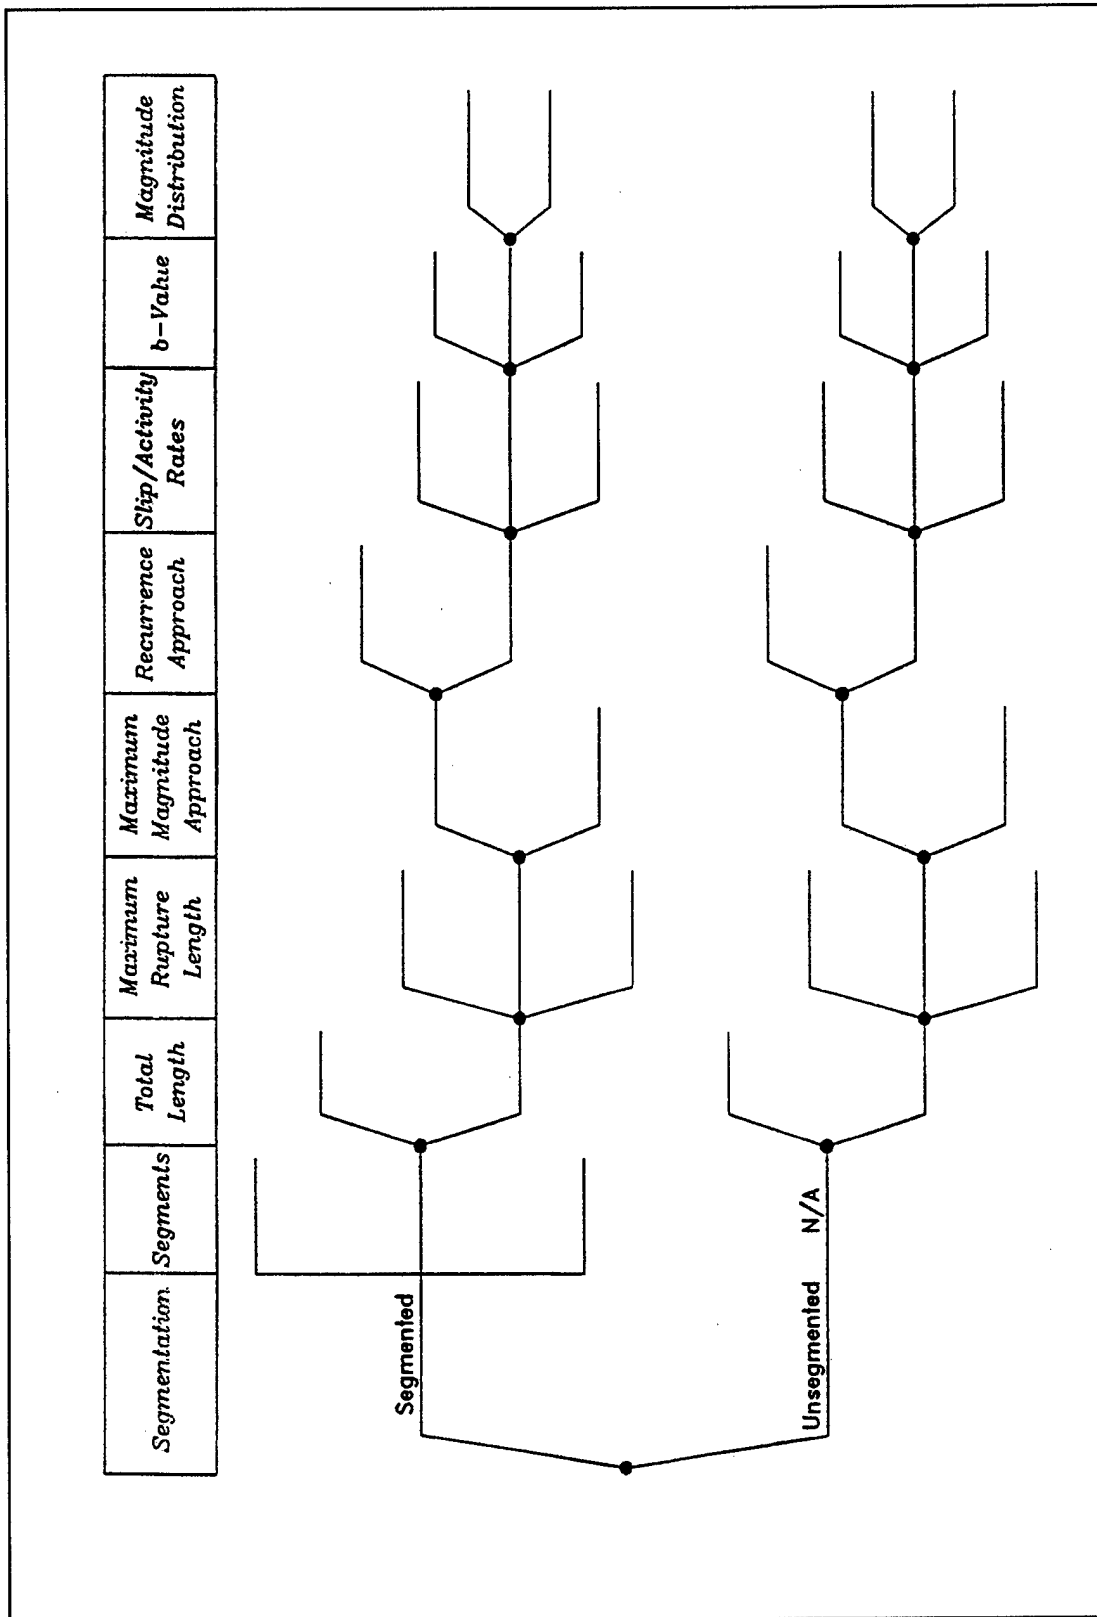 Segmentation
Segments
Total
Length
Maximum
Rupture
Length
Maximum
Magnitude
Approach
Recurrence
Approach
Slip/Activity
Rates
b-Value
Magnitude
Distribution
Segmented
Unsegmented N/A